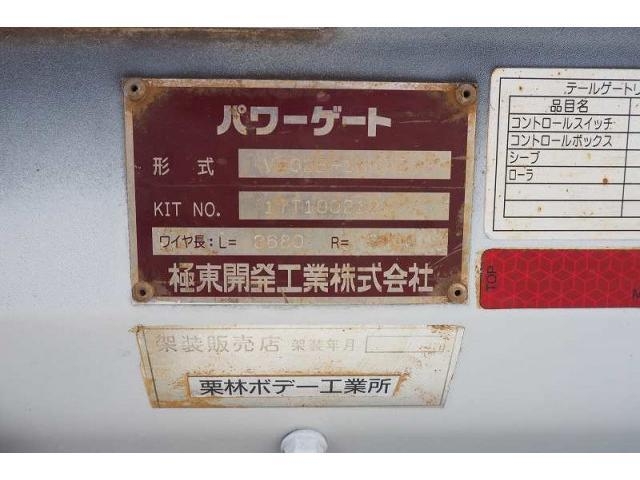 パワーゲート
形式
KIT NO.
ワイヤ長：L= R=
極東開発工業株式会社
架装販売店 架装年月
栗林ボデー工業所
テールゲートリ
品目名
コントロールスイッチ
コントロールボックス
シーブ
ローラ
TOP